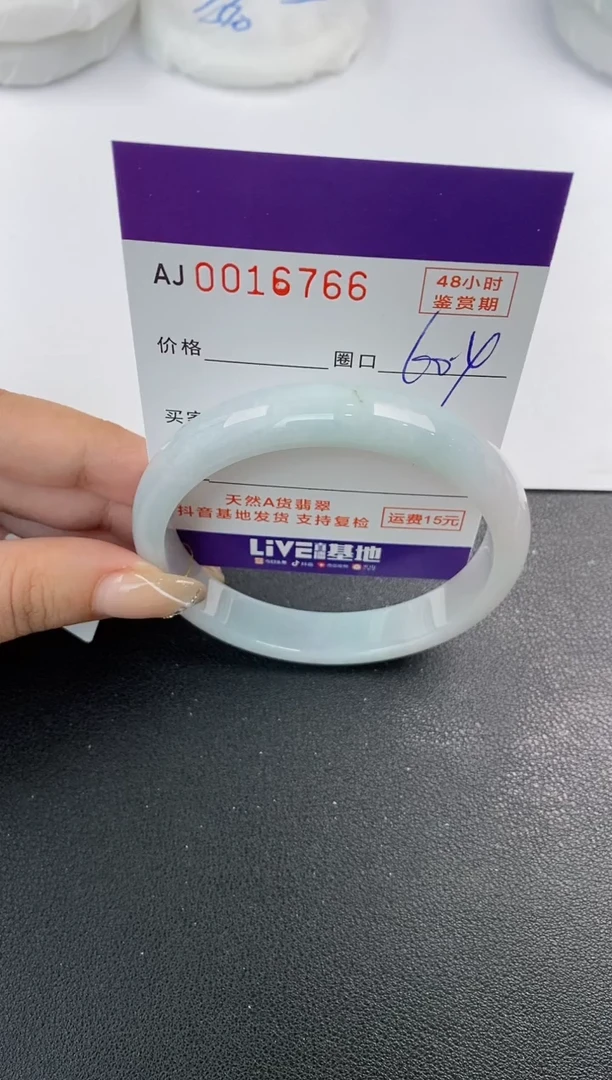 AJ 0016766
48小时
鉴赏期
价格 圈口 60.4
买
天然A货翡翠
抖音基地发货 支持复检 运费15元
LiVE直播基地